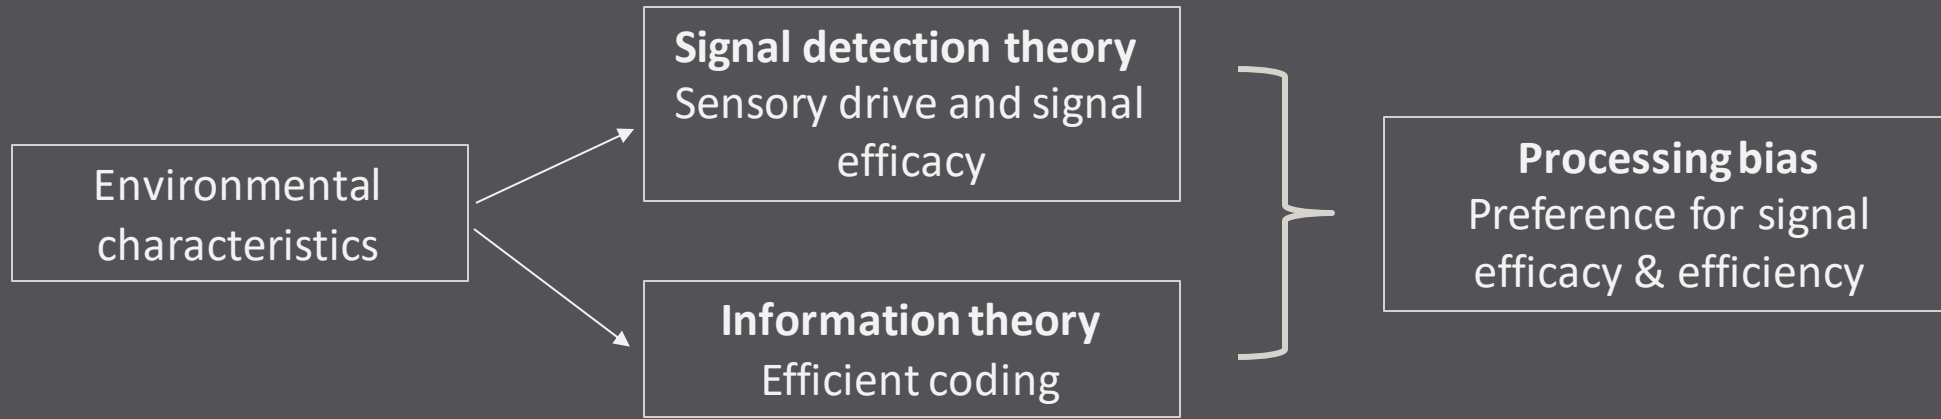 Environmental
characteristics
Signal detection theory
Sensory drive and signal
efficacy
Information theory
Efficient coding
Processing bias
Preference for signal
efficacy & efficiency